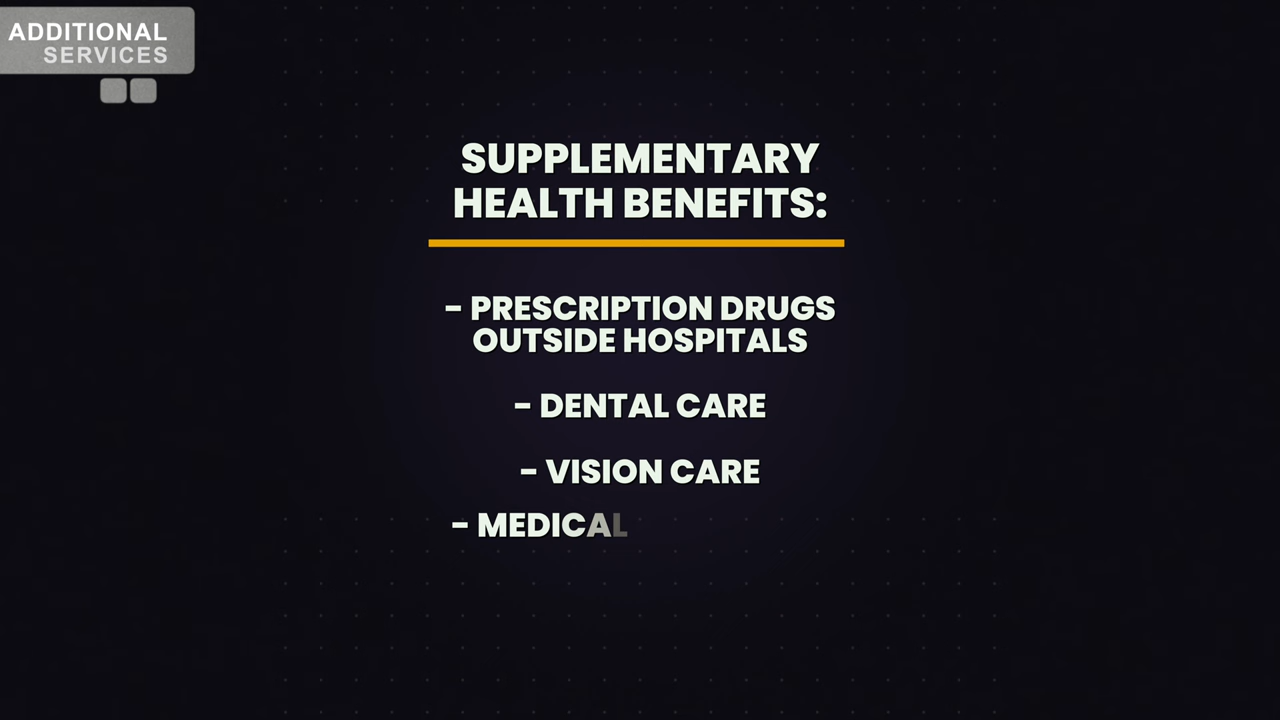 ADDITIONAL
SERVICES
SUPPLEMENTARY
HEALTH BENEFITS:
- PRESCRIPTION DRUGS
OUTSIDE HOSPITALS
- DENTAL CARE
- VISION CARE
- MEDICAL